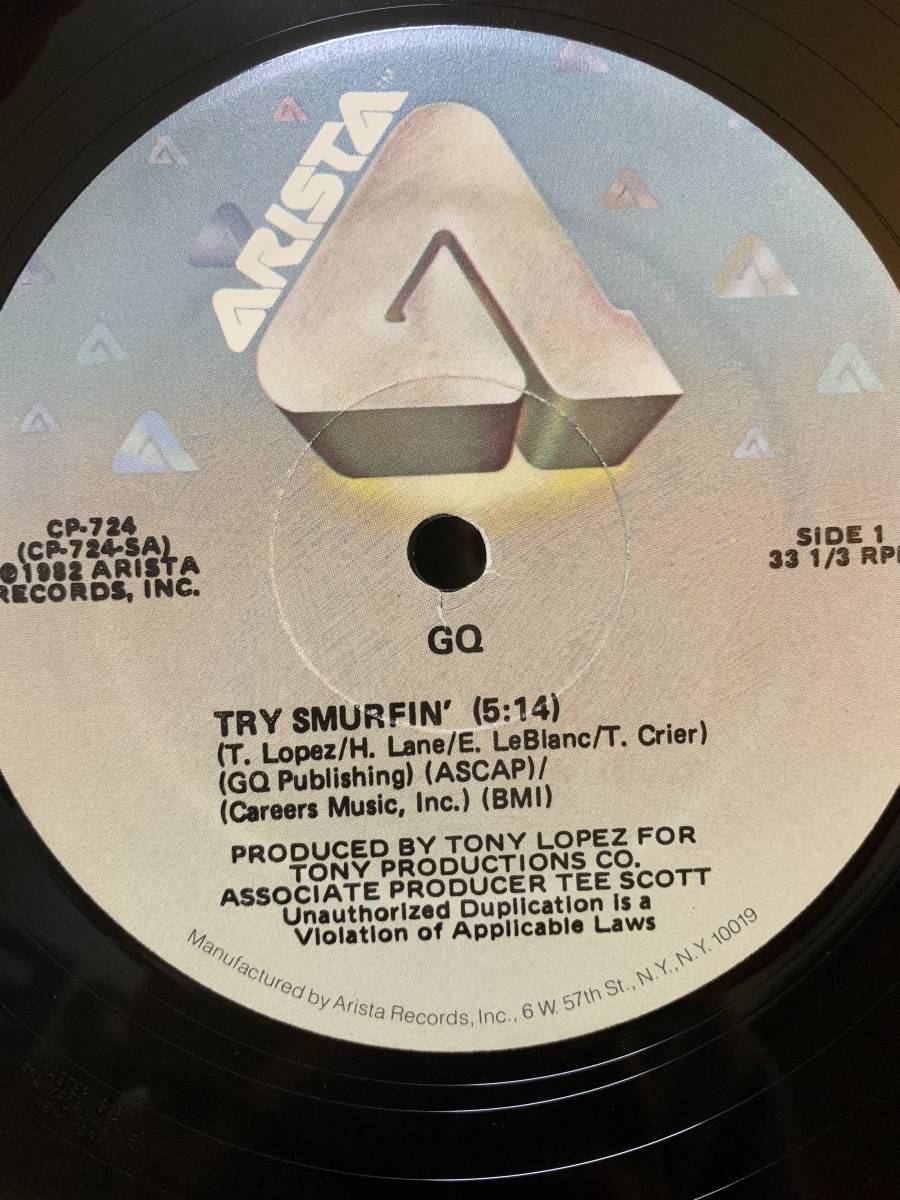 ARISTA™
CP-724
(CP-724-SA)
℗1982 ARISTA
RECORDS, INC.
SIDE 1
33 1/3 RP
GQ
TRY SMURFIN' (5:14)
(T. Lopez/H. Lane/E. LeBlanc/T. Crier)
(GQ Publishing) (ASCAP)/
(Careers Music, Inc.) (BMI)
PRODUCED BY TONY LOPEZ FOR
TONY PRODUCTIONS CO.
ASSOCIATE PRODUCER TEE SCOTT
Unauthorized Duplication is a
Violation of Applicable Laws
Manufactured by Arista Records, Inc., 6 W. 57th St., N.Y., N.Y. 10019